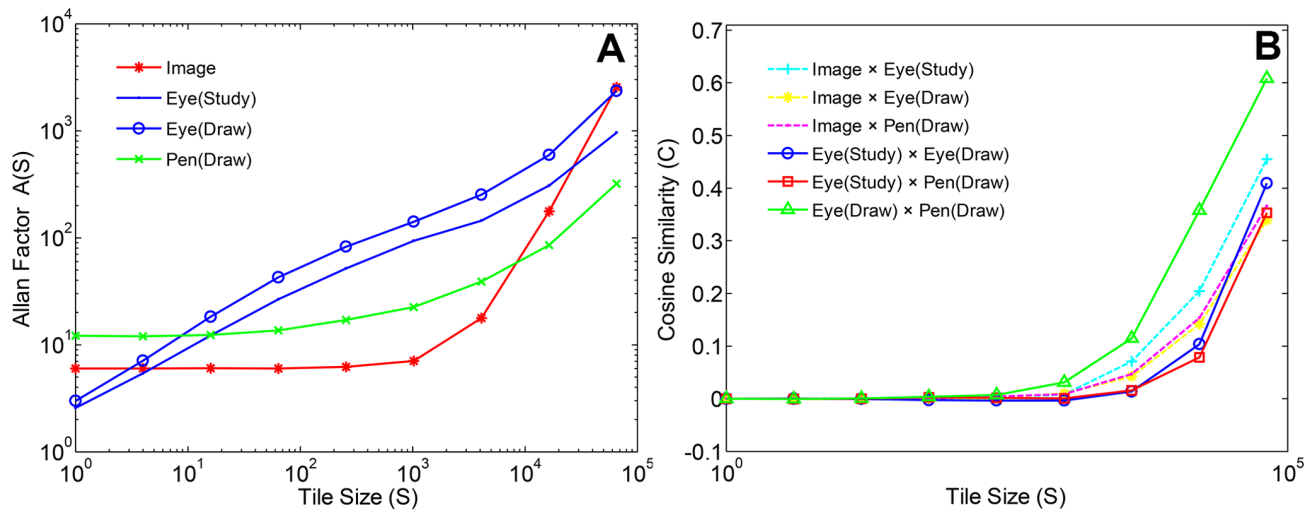 A
10^4
10^3
10^2
10^1
10^0
Allan Factor A(S)
Image
Eye(Study)
Eye(Draw)
Pen(Draw)
10^0
10^1
10^2
10^3
10^4
10^5
Tile Size (S)
B
0.7
0.6
0.5
0.4
0.3
0.2
0.1
0
-0.1
Cosine Similarity (C)
Image × Eye(Study)
Image × Eye(Draw)
Image × Pen(Draw)
Eye(Study) × Eye(Draw)
Eye(Study) × Pen(Draw)
Eye(Draw) × Pen(Draw)
10^0
10^5
Tile Size (S)